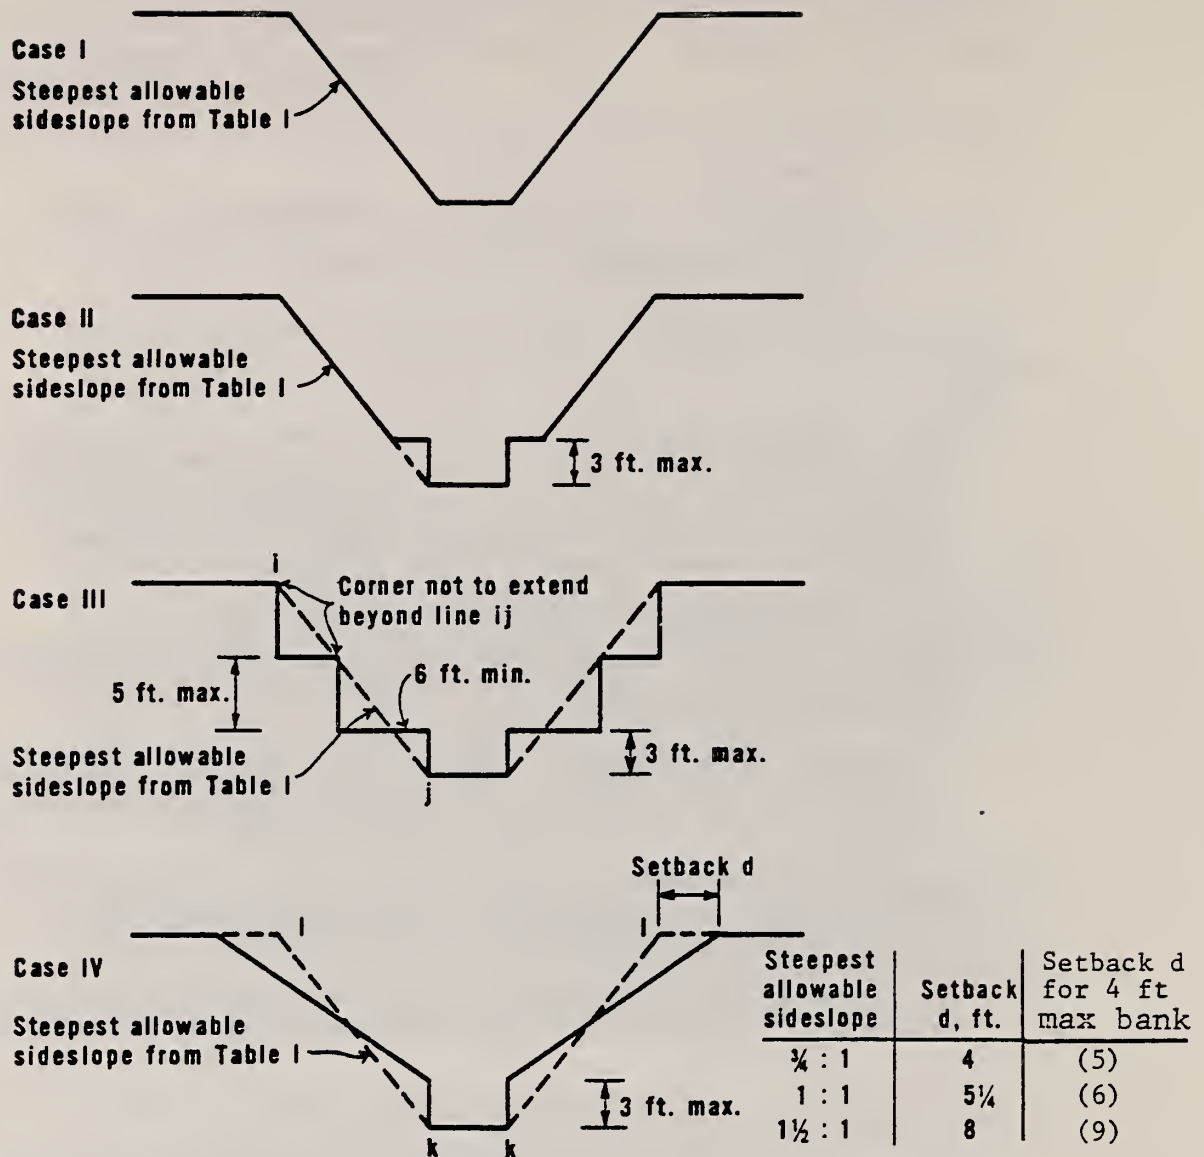 Case I
Steepest allowable
sideslope from Table I
Case II
Steepest allowable
sideslope from Table I
3 ft. max.
i
Case III
Corner not to extend
beyond line ij
5 ft. max.
6 ft. min.
Steepest allowable
sideslope from Table I
3 ft. max.
j
Setback d
l
l
Case IV
Steepest allowable
sideslope from Table I
3 ft. max.
k
k
Steepest allowable sideslope | Setback d, ft. | Setback d for 4 ft max bank
¾ : 1 4 (5)
1 : 1 5¼ (6)
1½ : 1 8 (9)